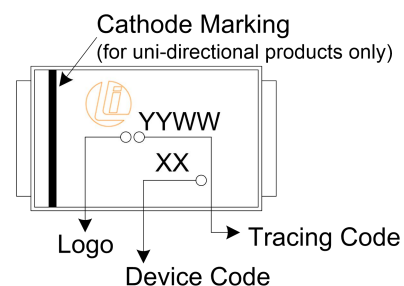 Cathode Marking
(for uni-directional products only)
YYWW
XX
Logo
Tracing Code
Device Code